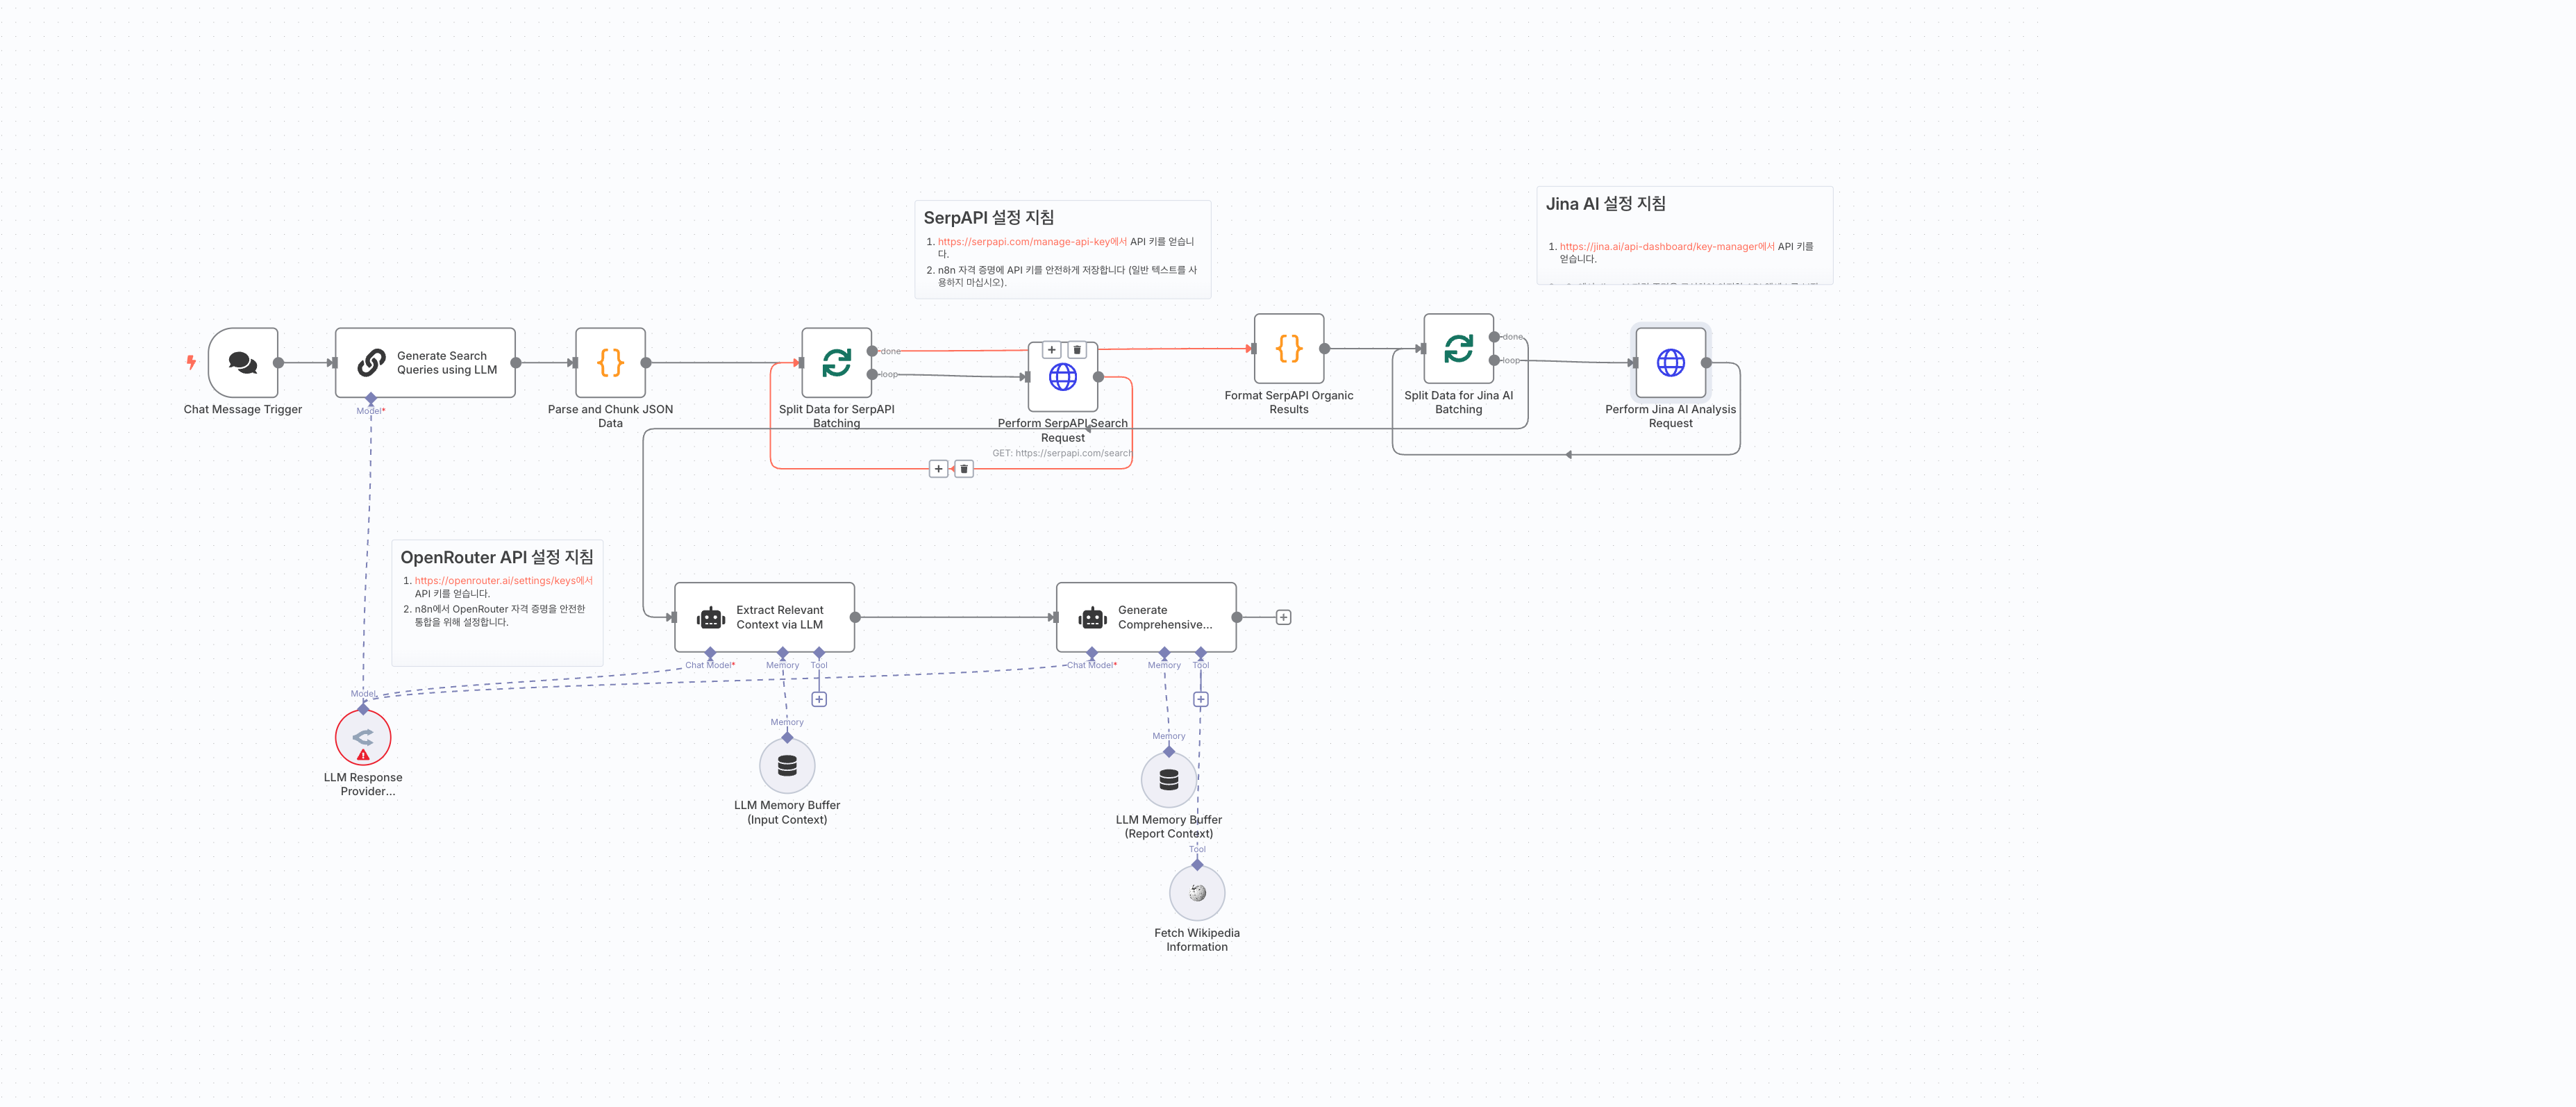 SerpAPI 설정 지침
1. https://serpapi.com/manage-api-key에서 API 키를 얻습니
다.
2. n8n 자격 증명에 API 키를 안전하게 저장합니다 (일반 텍스트를 사
용하지 마십시오).
Jina AI 설정 지침
1. https://jina.ai/api-dashboard/key-manager에서 API 키를
얻습니다.
Chat Message Trigger
Generate Search
Queries using LLM
Model*
Parse and Chunk JSON
Data
done
loop
Split Data for SerpAPI
Batching
Perform SerpAPI Search
Request
GET: https://serpapi.com/search
Format SerpAPI Organic
Results
done
loop
Split Data for Jina AI
Batching
Perform Jina AI Analysis
Request
OpenRouter API 설정 지침
1. https://openrouter.ai/settings/keys에서
API 키를 얻습니다.
2. n8n에서 OpenRouter 자격 증명을 안전한
통합을 위해 설정합니다.
Extract Relevant
Context via LLM
Chat Model*
Memory
Tool
Generate
Comprehensive...
Chat Model*
Memory
Tool
Model
LLM Response
Provider...
Memory
LLM Memory Buffer
(Input Context)
Memory
LLM Memory Buffer
(Report Context)
Tool
Fetch Wikipedia
Information